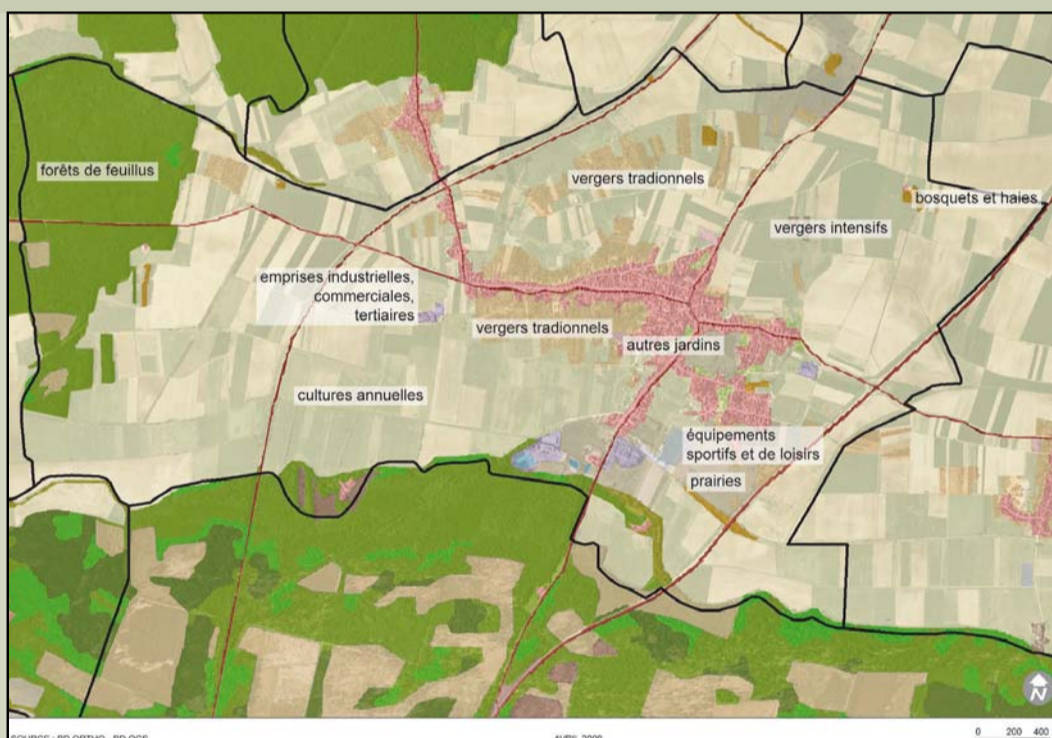 forêts de feuillus
vergers tradionnels
bosquets et haies
vergers intensifs
emprises industrielles,
commerciales,
tertiaires
vergers tradionnels
autres jardins
cultures annuelles
équipements
sportifs et de loisirs
prairies
N
0 200 400